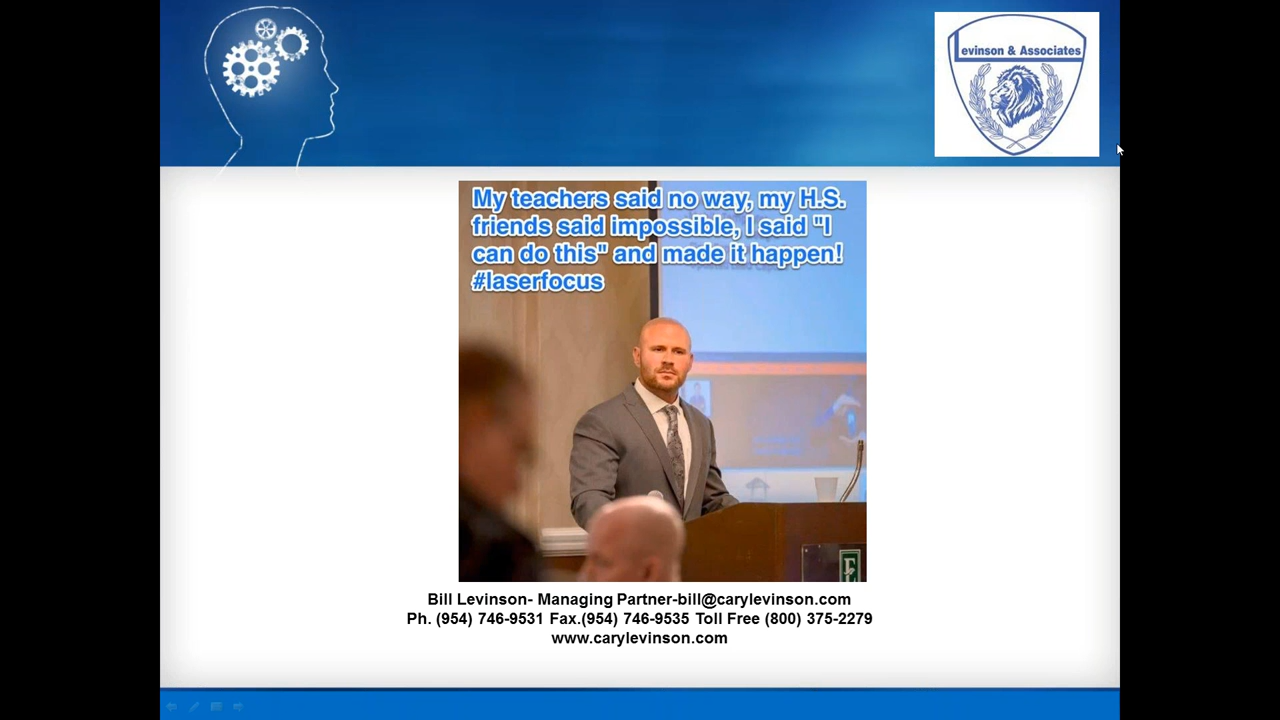 Levinson & Associates
My teachers said no way, my H.S.
friends said impossible, I said "I
can do this" and made it happen!
#laserfocus
E
Bill Levinson- Managing Partner-bill@carylevinson.com
Ph. (954) 746-9531 Fax.(954) 746-9535 Toll Free (800) 375-2279
www.carylevinson.com